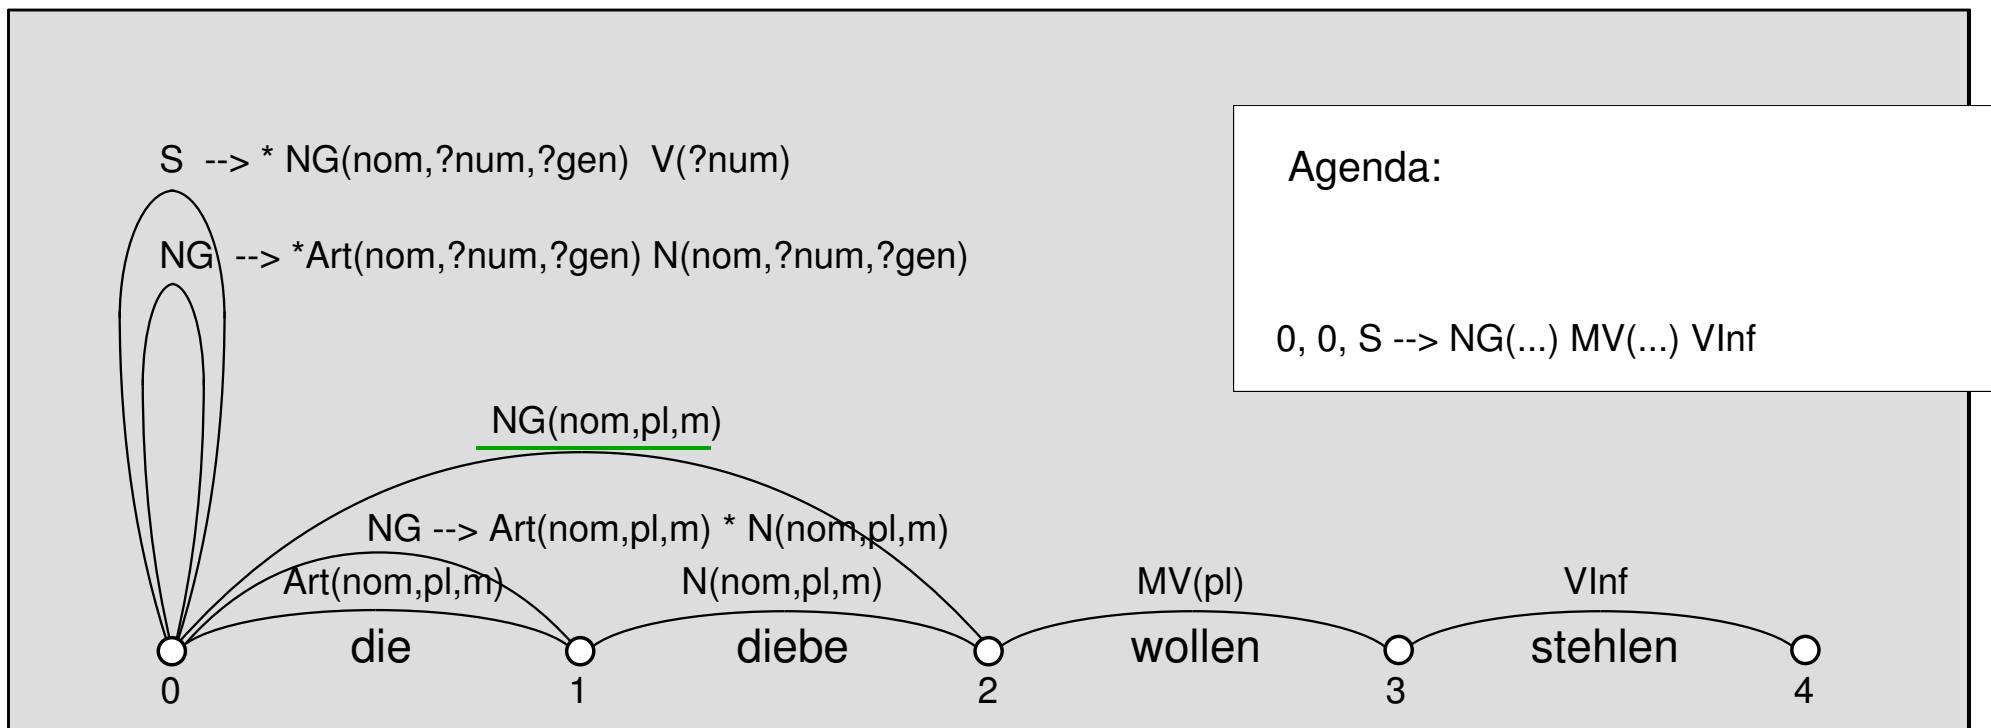 S --> * NG(nom,?num,?gen) V(?num)
NG --> *Art(nom,?num,?gen) N(nom,?num,?gen)
Agenda:
0, 0, S --> NG(...) MV(...) VInf
NG(nom,pl,m)
NG --> Art(nom,pl,m) * N(nom,pl,m)
Art(nom,pl,m) N(nom,pl,m) MV(pl) VInf
die diebe wollen stehlen
0 1 2 3 4